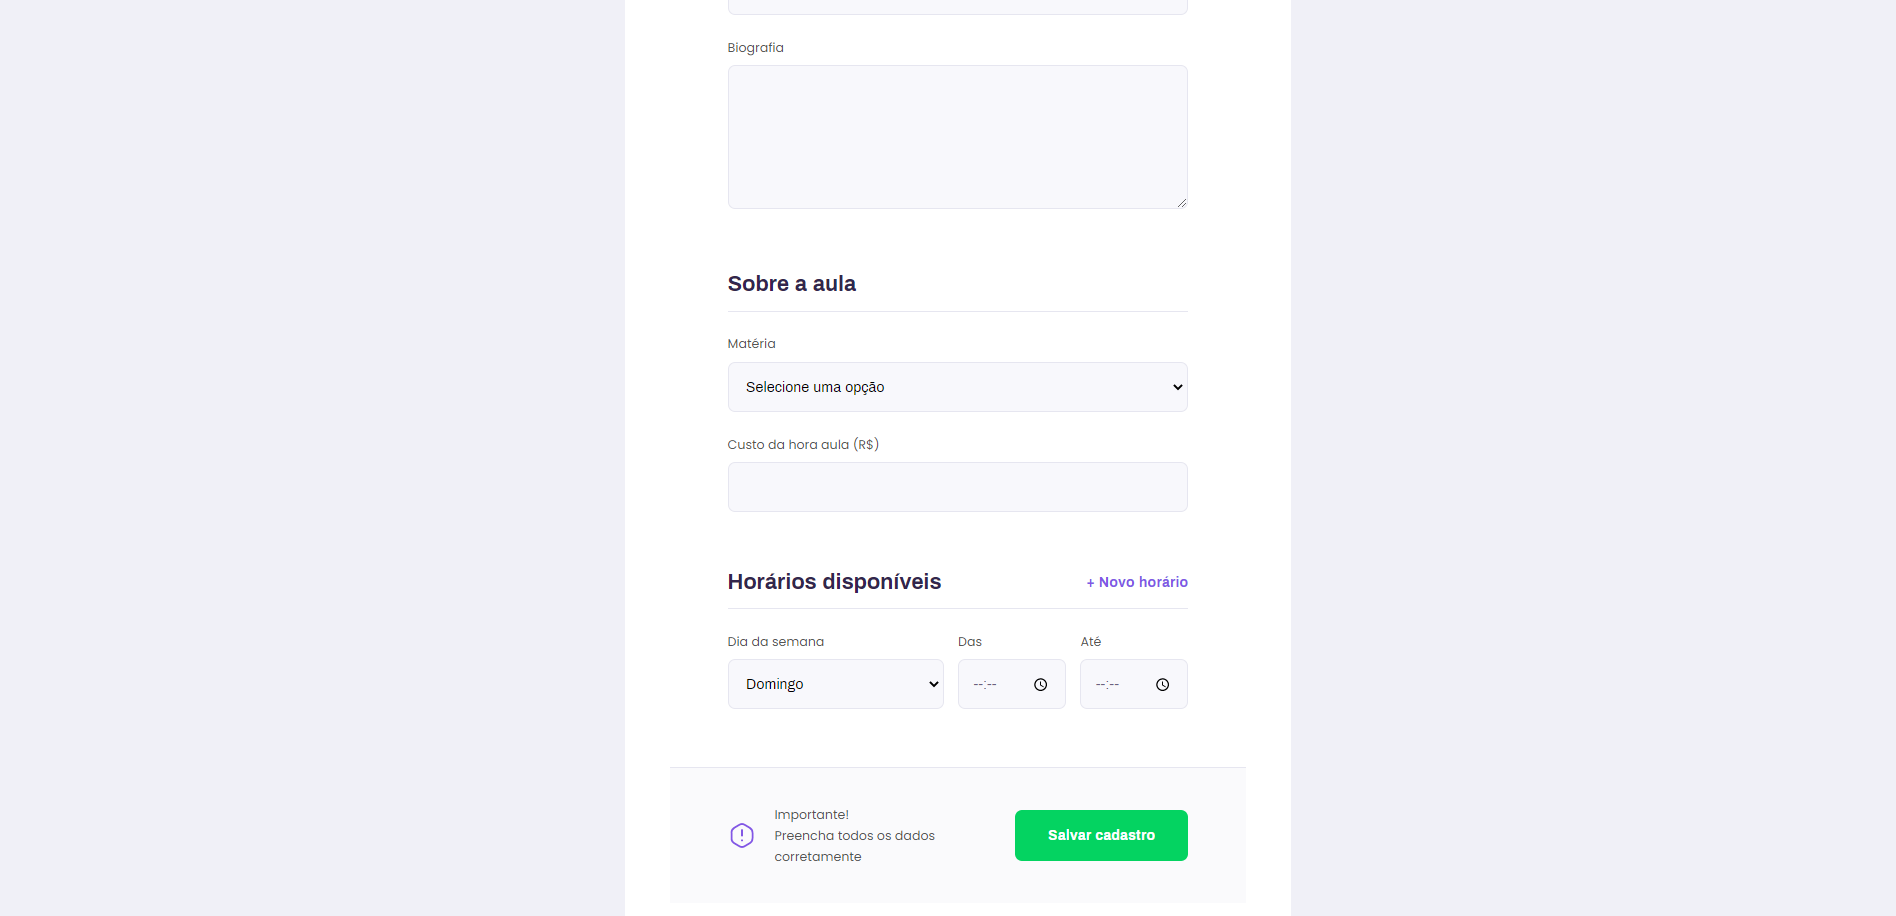 Biografia
Sobre a aula
Matéria
Selecione uma opção
Custo da hora aula (R$)
Horários disponíveis
+ Novo horário
Dia da semana
Das
Até
Domingo
--:--
--:--
Importante!
Preencha todos os dados
corretamente
Salvar cadastro